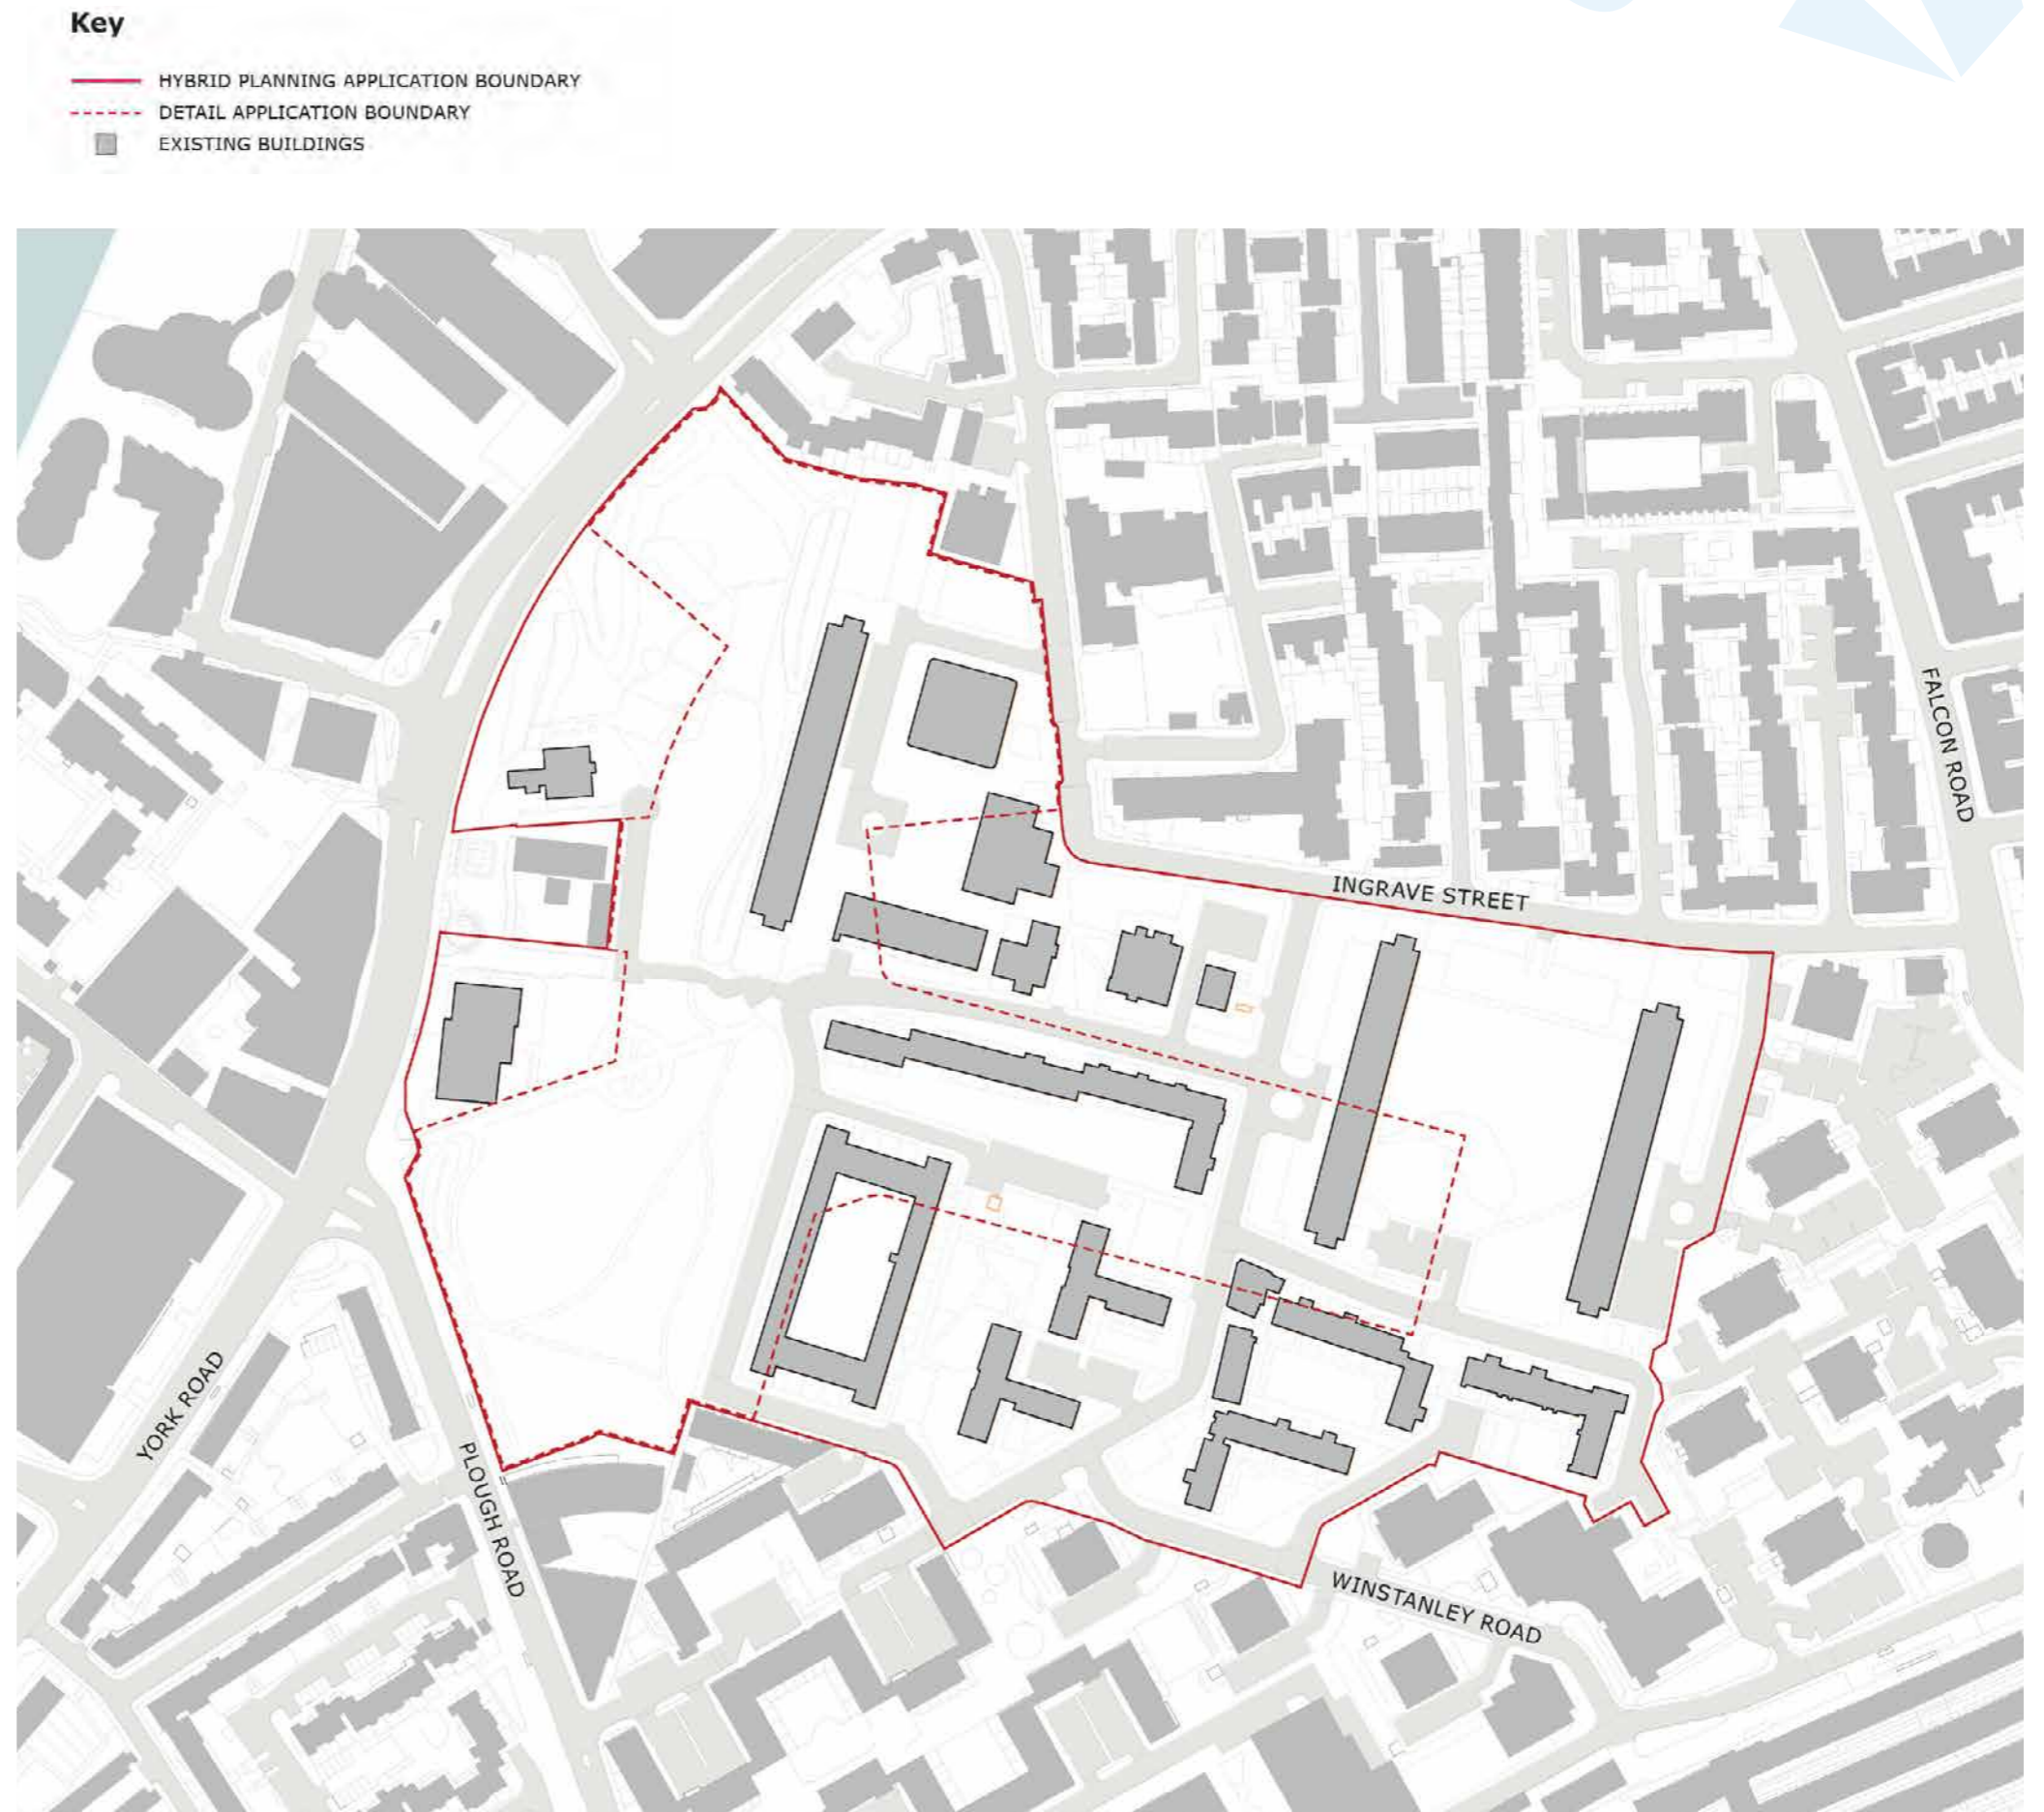 Key
HYBRID PLANNING APPLICATION BOUNDARY
DETAIL APPLICATION BOUNDARY
EXISTING BUILDINGS
FALCON ROAD
INGRAVE STREET
YORK ROAD
PLOUGH ROAD
WINSTANLEY ROAD